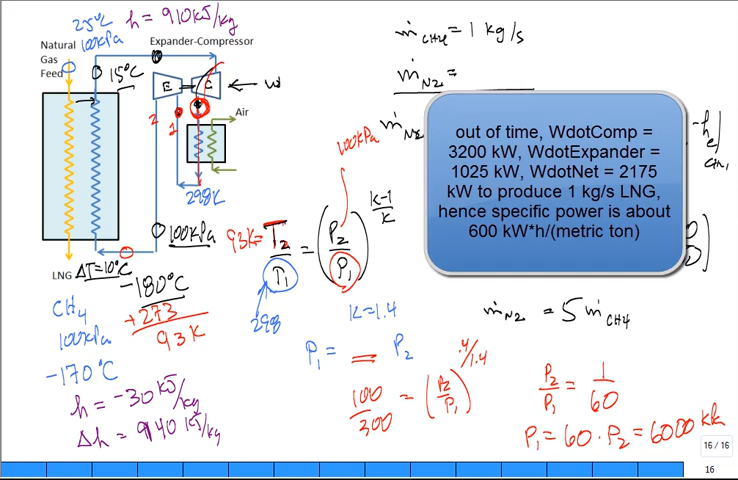 25°C
100kPa
h = 910 kJ/kg
Natural
Gas
Feed
15°C
Expander-Compressor
E
C
W
2
1
Air
298K
100kPa
LNG
ΔT=10°C
-180°C
+273
93K
CH4
100kPa
-170°C
h = -30 kJ/kg
Δh = 940 kJ/kg
ṁCH4 = 1 kg/s
ṁN2 =
ṁN2
-he)
CH4
out of time, WdotComp =
3200 kW, WdotExpander =
1025 kW, WdotNet = 2175
kW to produce 1 kg/s LNG,
hence specific power is about
600 kW*h/(metric ton)
100kPa
93K = T2/T1 = (P2/P1)^(k-1/k)
298
k=1.4
P1 = P2
100/300 = (P2/P1)^.4/1.4
ṁN2 = 5 ṁCH4
P2/P1 = 1/60
P1 = 60 · P2 = 6000 kPa
16 / 16
16